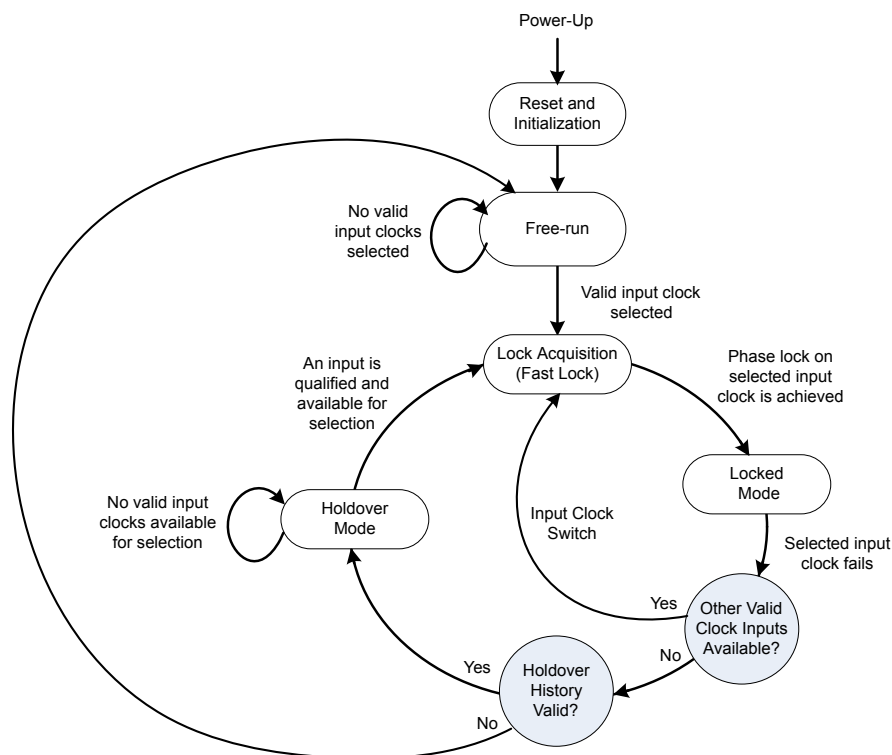 Power-Up
Reset and
Initialization
No valid
input clocks
selected
Free-run
Valid input clock
selected
An input is
qualified and
available for
selection
Lock Acquisition
(Fast Lock)
Phase lock on
selected input
clock is achieved
No valid input
clocks available
for selection
Holdover
Mode
Input Clock
Switch
Locked
Mode
Selected input
clock fails
Yes
Other Valid
Clock Inputs
Available?
No
Yes
Holdover
History
Valid?
No